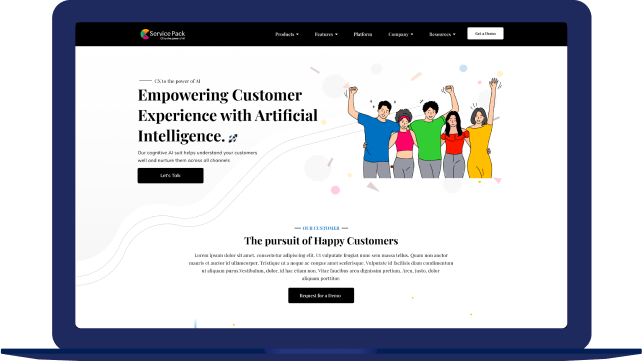 Service Pack
CX to the power of AI
Products
Features
Platform
Company
Resources
Get a Demo
CX to the power of AI
Empowering Customer
Experience with Artificial
Intelligence.
Our cognitive AI suit helps understand your customers
well and nurture them across all channels
Let's Talk
OUR CUSTOMER
The pursuit of Happy Customers
Lorem ipsum dolor sit amet, consectetur adipiscing elit. Ut vulputate feugiat nunc sem massa tellus. Quam non auctor
mauris et auctor id ullamcorper. Tristique ut a neque ac congue amet scelerisque. Vulputate id facilisis diam condimentum
ut aliquam purus.Vestibulum, dolor, id hac etiam non. Vitae faucibus arcu dignissim pretium. Arcu, justo, dolor
aliquam porttitor.
Request for a Demo